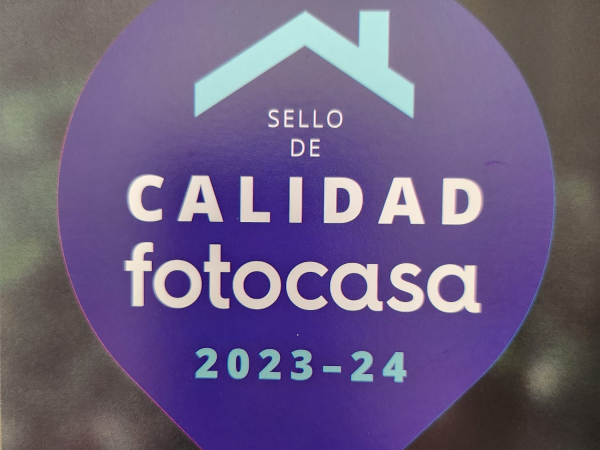 SELLO
DE
CALIDAD
fotocasa
2023-24